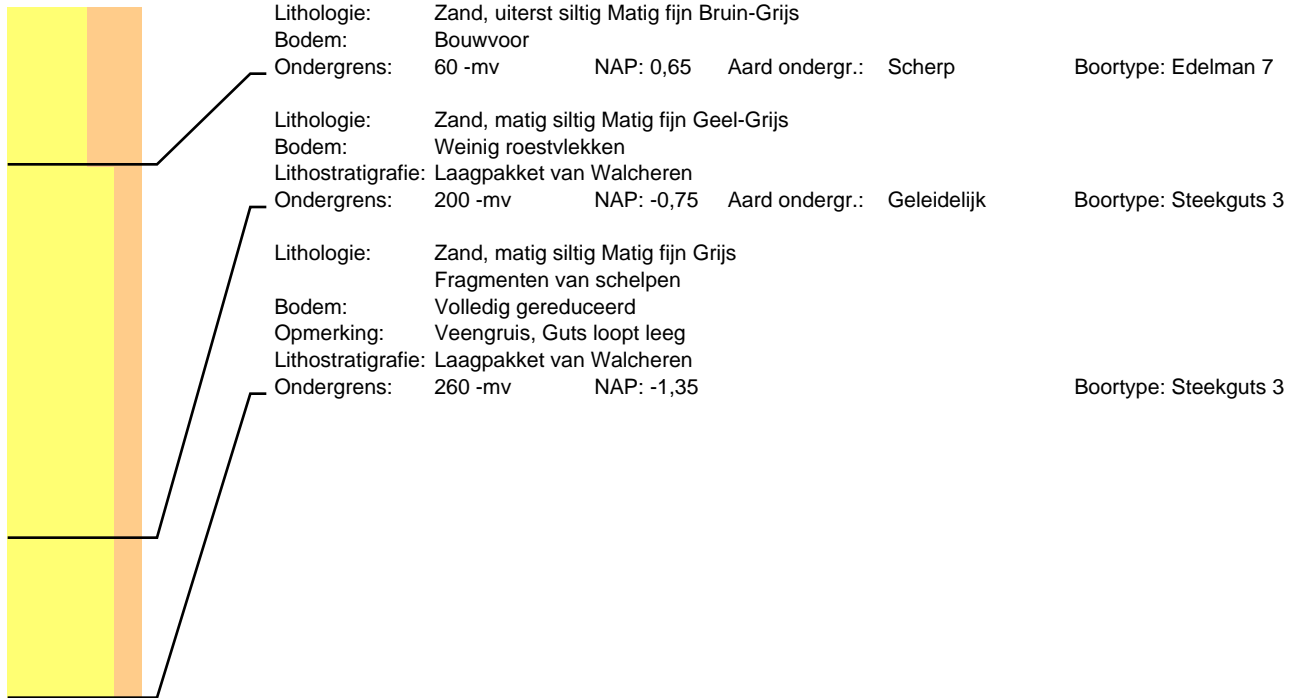 Lithologie: Zand, uiterst siltig Matig fijn Bruin-Grijs
Bodem: Bouwvoor
Ondergrens: 60 -mv NAP: 0,65 Aard ondergr.: Scherp Boortype: Edelman 7
Lithologie: Zand, matig siltig Matig fijn Geel-Grijs
Bodem: Weinig roestvlekken
Lithostratigrafie: Laagpakket van Walcheren
Ondergrens: 200 -mv NAP: -0,75 Aard ondergr.: Geleidelijk Boortype: Steekguts 3
Lithologie: Zand, matig siltig Matig fijn Grijs
Fragmenten van schelpen
Bodem: Volledig gereduceerd
Opmerking: Veengruis, Guts loopt leeg
Lithostratigrafie: Laagpakket van Walcheren
Ondergrens: 260 -mv NAP: -1,35 Boortype: Steekguts 3